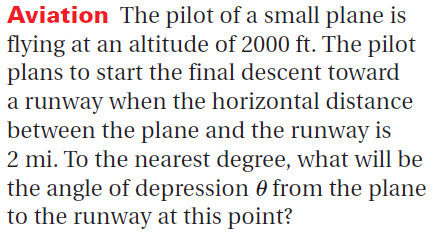 Aviation The pilot of a small plane is
flying at an altitude of 2000 ft. The pilot
plans to start the final descent toward
a runway when the horizontal distance
between the plane and the runway is
2 mi. To the nearest degree, what will be
the angle of depression θ from the plane
to the runway at this point?